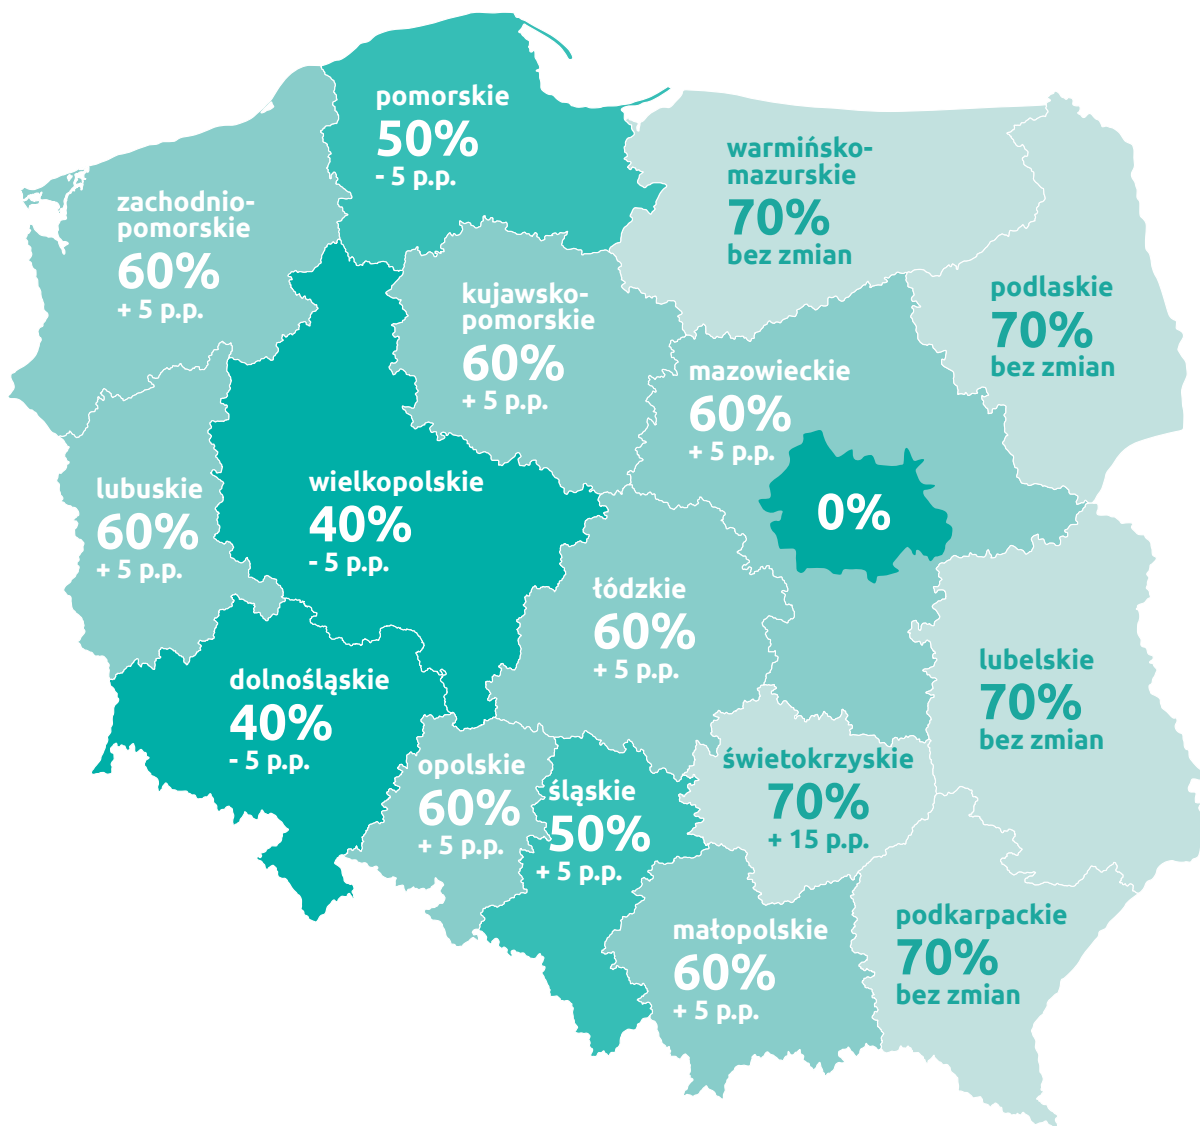 pomorskie
50%
- 5 p.p.
warmińsko-
mazurskie
70%
bez zmian
zachodnio-
pomorskie
60%
+ 5 p.p.
kujawsko-
pomorskie
60%
+ 5 p.p.
podlaskie
70%
bez zmian
mazowieckie
60%
+ 5 p.p.
0%
lubuskie
60%
+ 5 p.p.
wielkopolskie
40%
- 5 p.p.
łódzkie
60%
+ 5 p.p.
lubelskie
70%
bez zmian
dolnośląskie
40%
- 5 p.p.
opolskie
60%
+ 5 p.p.
śląskie
50%
+ 5 p.p.
świetokrzyskie
70%
+ 15 p.p.
małopolskie
60%
+ 5 p.p.
podkarpackie
70%
bez zmian